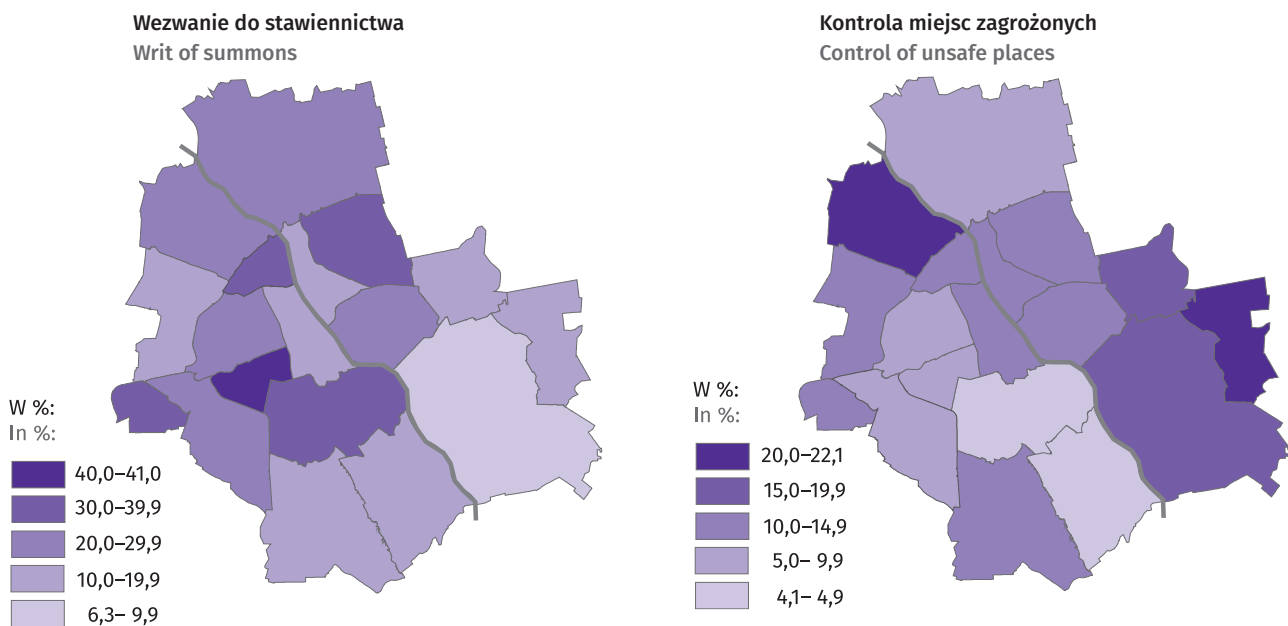 Wezwanie do stawiennictwa
Writ of summons
W %:
In %:
40,0–41,0
30,0–39,9
20,0–29,9
10,0–19,9
6,3– 9,9
Kontrola miejsc zagrożonych
Control of unsafe places
W %:
In %:
20,0–22,1
15,0–19,9
10,0–14,9
5,0– 9,9
4,1– 4,9